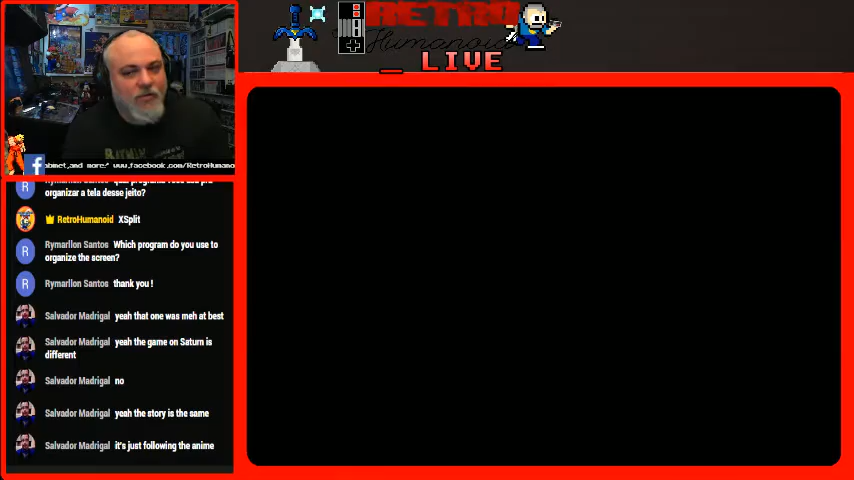 RETRO
Humanoid
_ LIVE
abinet,and more/ www.facebook.com/RetroHumano
organizar a tela desse jeito?
RetroHumanoid XSplit
Rymarllon Santos Which program do you use to
organize the screen?
Rymarllon Santos thank you !
Salvador Madrigal yeah that one was meh at best
Salvador Madrigal yeah the game on Saturn is
different
Salvador Madrigal no
Salvador Madrigal yeah the story is the same
Salvador Madrigal it's just following the anime
R
R
R